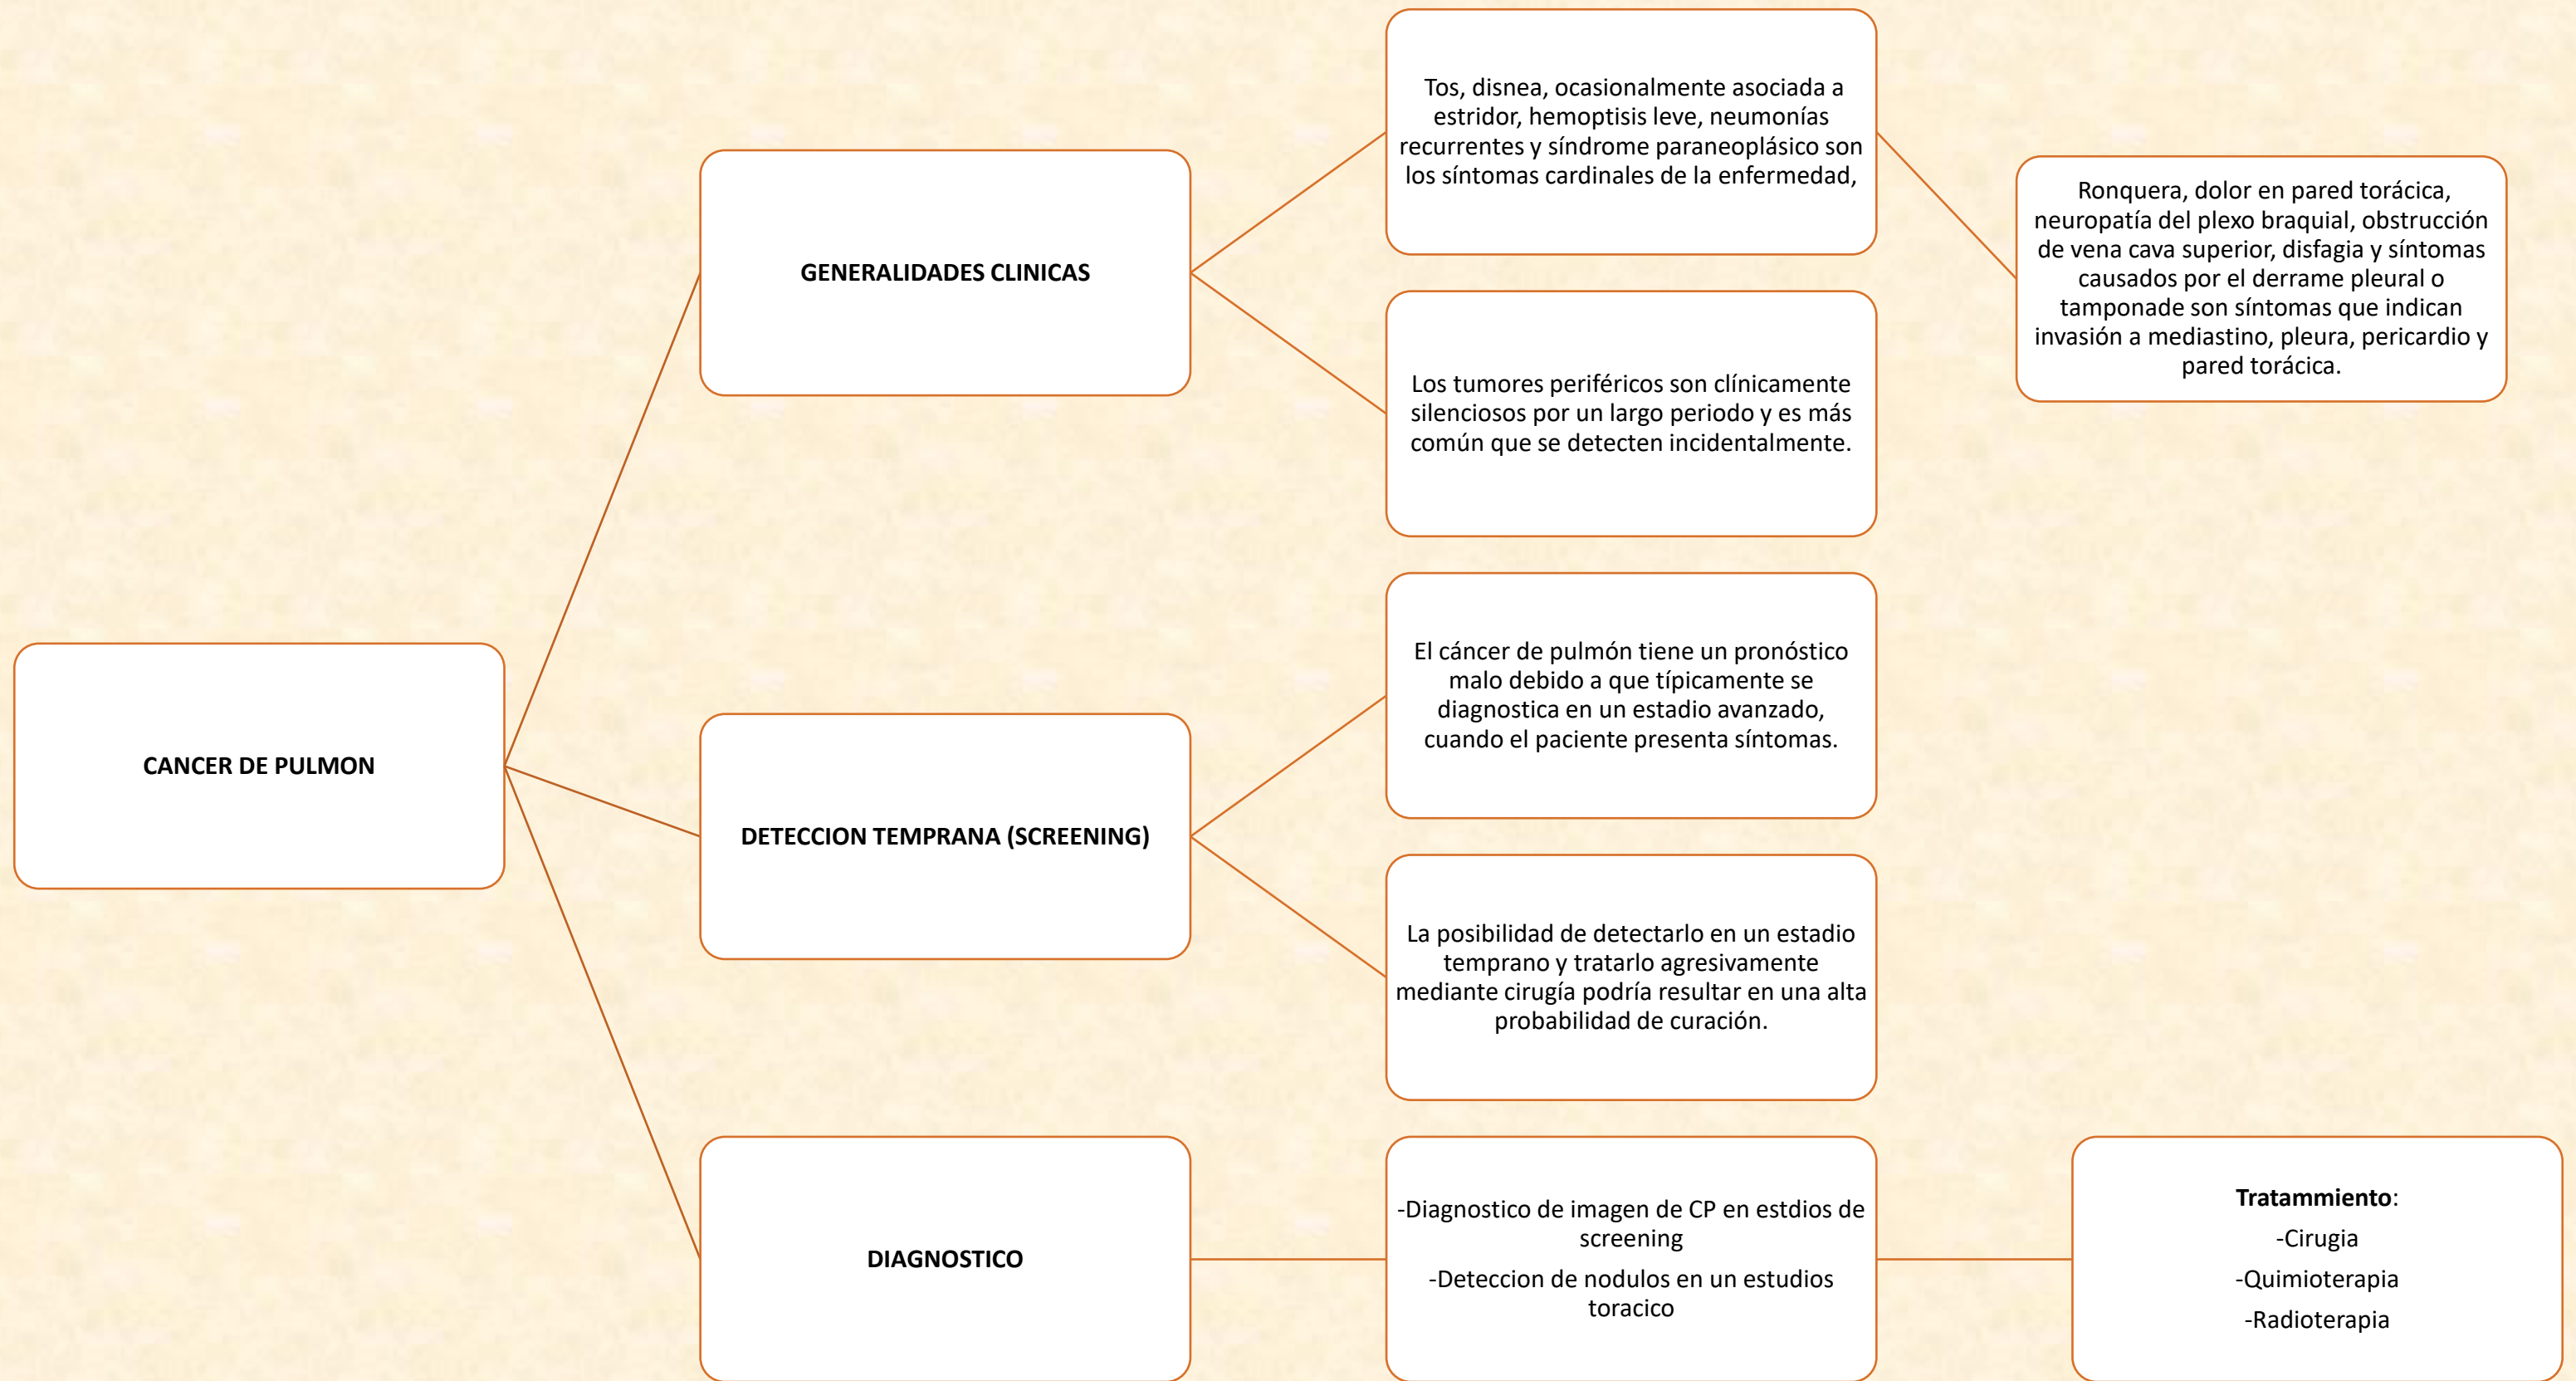 CANCER DE PULMON
GENERALIDADES CLINICAS
Tos, disnea, ocasionalmente asociada a
estridor, hemoptisis leve, neumonías
recurrentes y síndrome paraneoplásico son
los síntomas cardinales de la enfermedad,
Ronquera, dolor en pared torácica,
neuropatía del plexo braquial, obstrucción
de vena cava superior, disfagia y síntomas
causados por el derrame pleural o
tamponade son síntomas que indican
invasión a mediastino, pleura, pericardio y
pared torácica.
Los tumores periféricos son clínicamente
silenciosos por un largo periodo y es más
común que se detecten incidentalmente.
DETECCION TEMPRANA (SCREENING)
El cáncer de pulmón tiene un pronóstico
malo debido a que típicamente se
diagnostica en un estadio avanzado,
cuando el paciente presenta síntomas.
La posibilidad de detectarlo en un estadio
temprano y tratarlo agresivamente
mediante cirugía podría resultar en una alta
probabilidad de curación.
DIAGNOSTICO
-Diagnostico de imagen de CP en estdios de
screening
-Deteccion de nodulos en un estudios
toracico
Tratammiento:
-Cirugia
-Quimioterapia
-Radioterapia